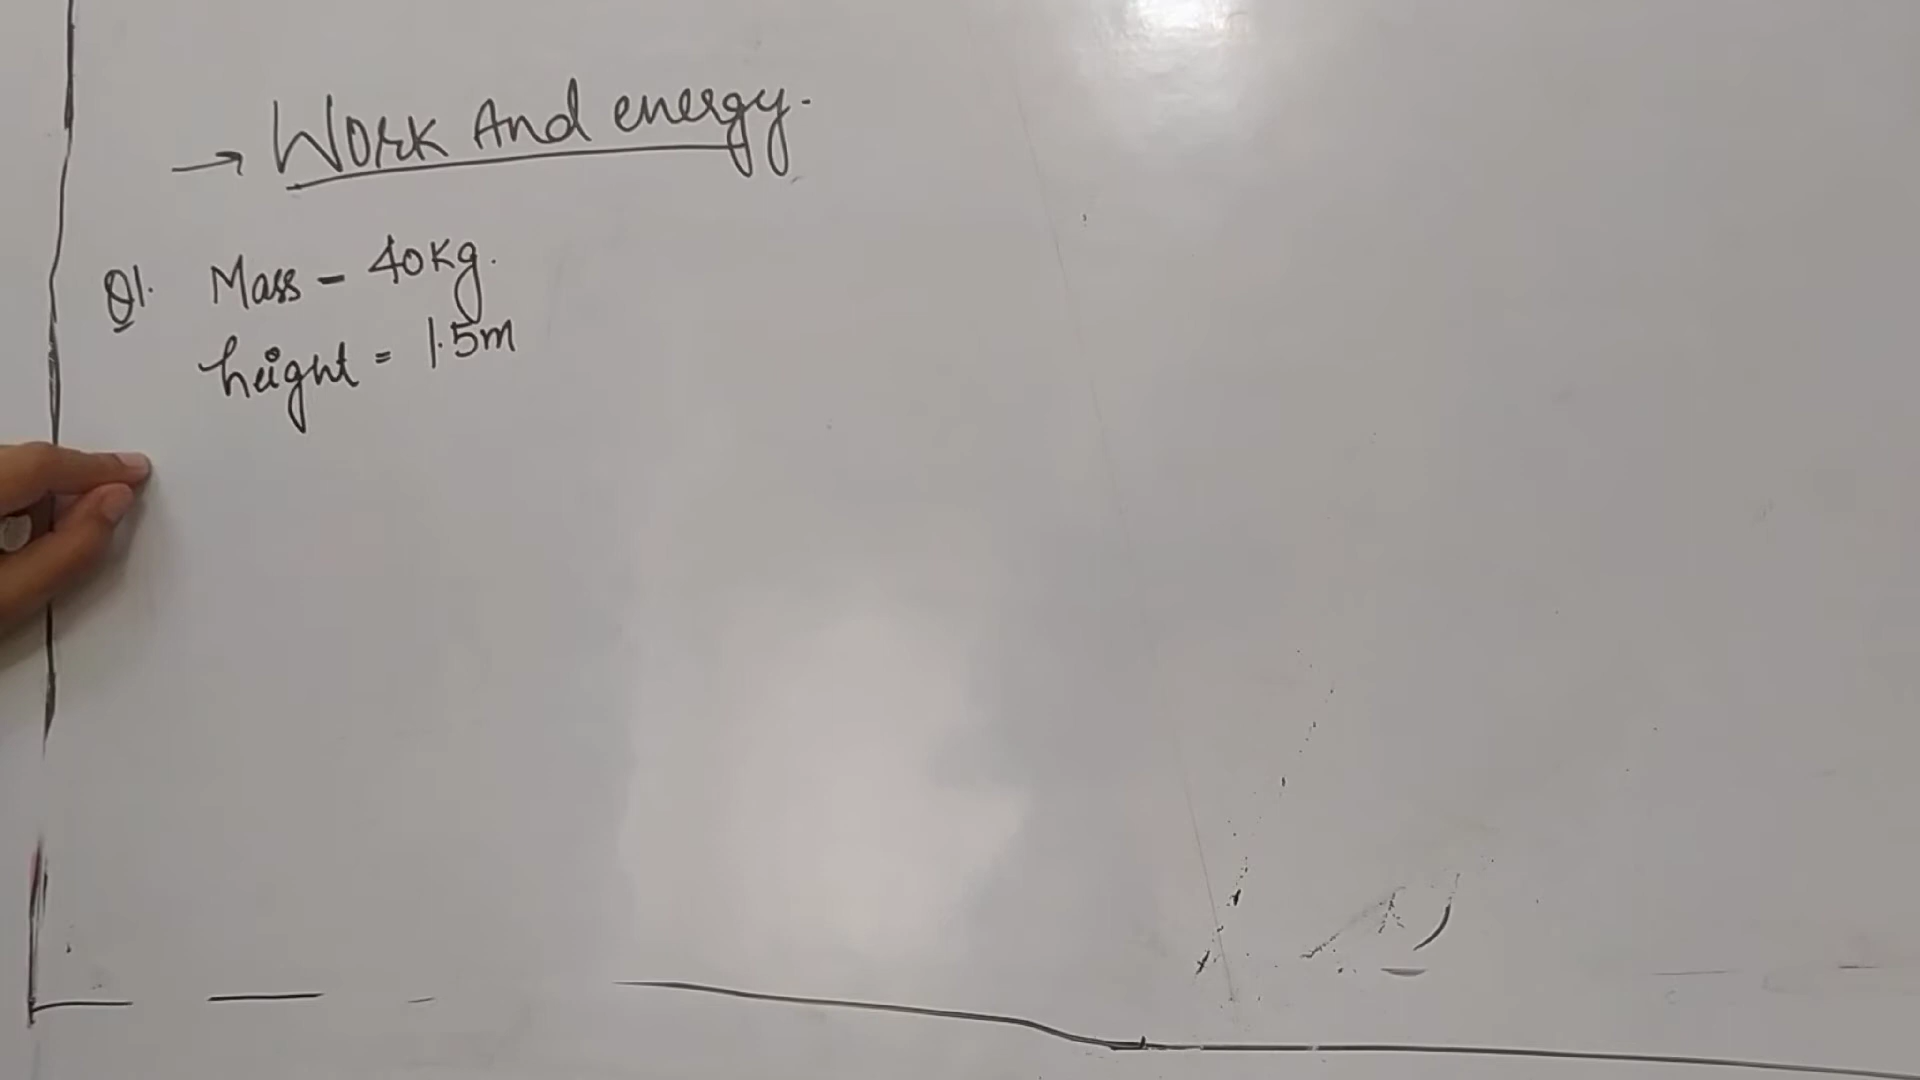 → Work And energy.
Q1. Mass - 40kg.
height = 1.5m